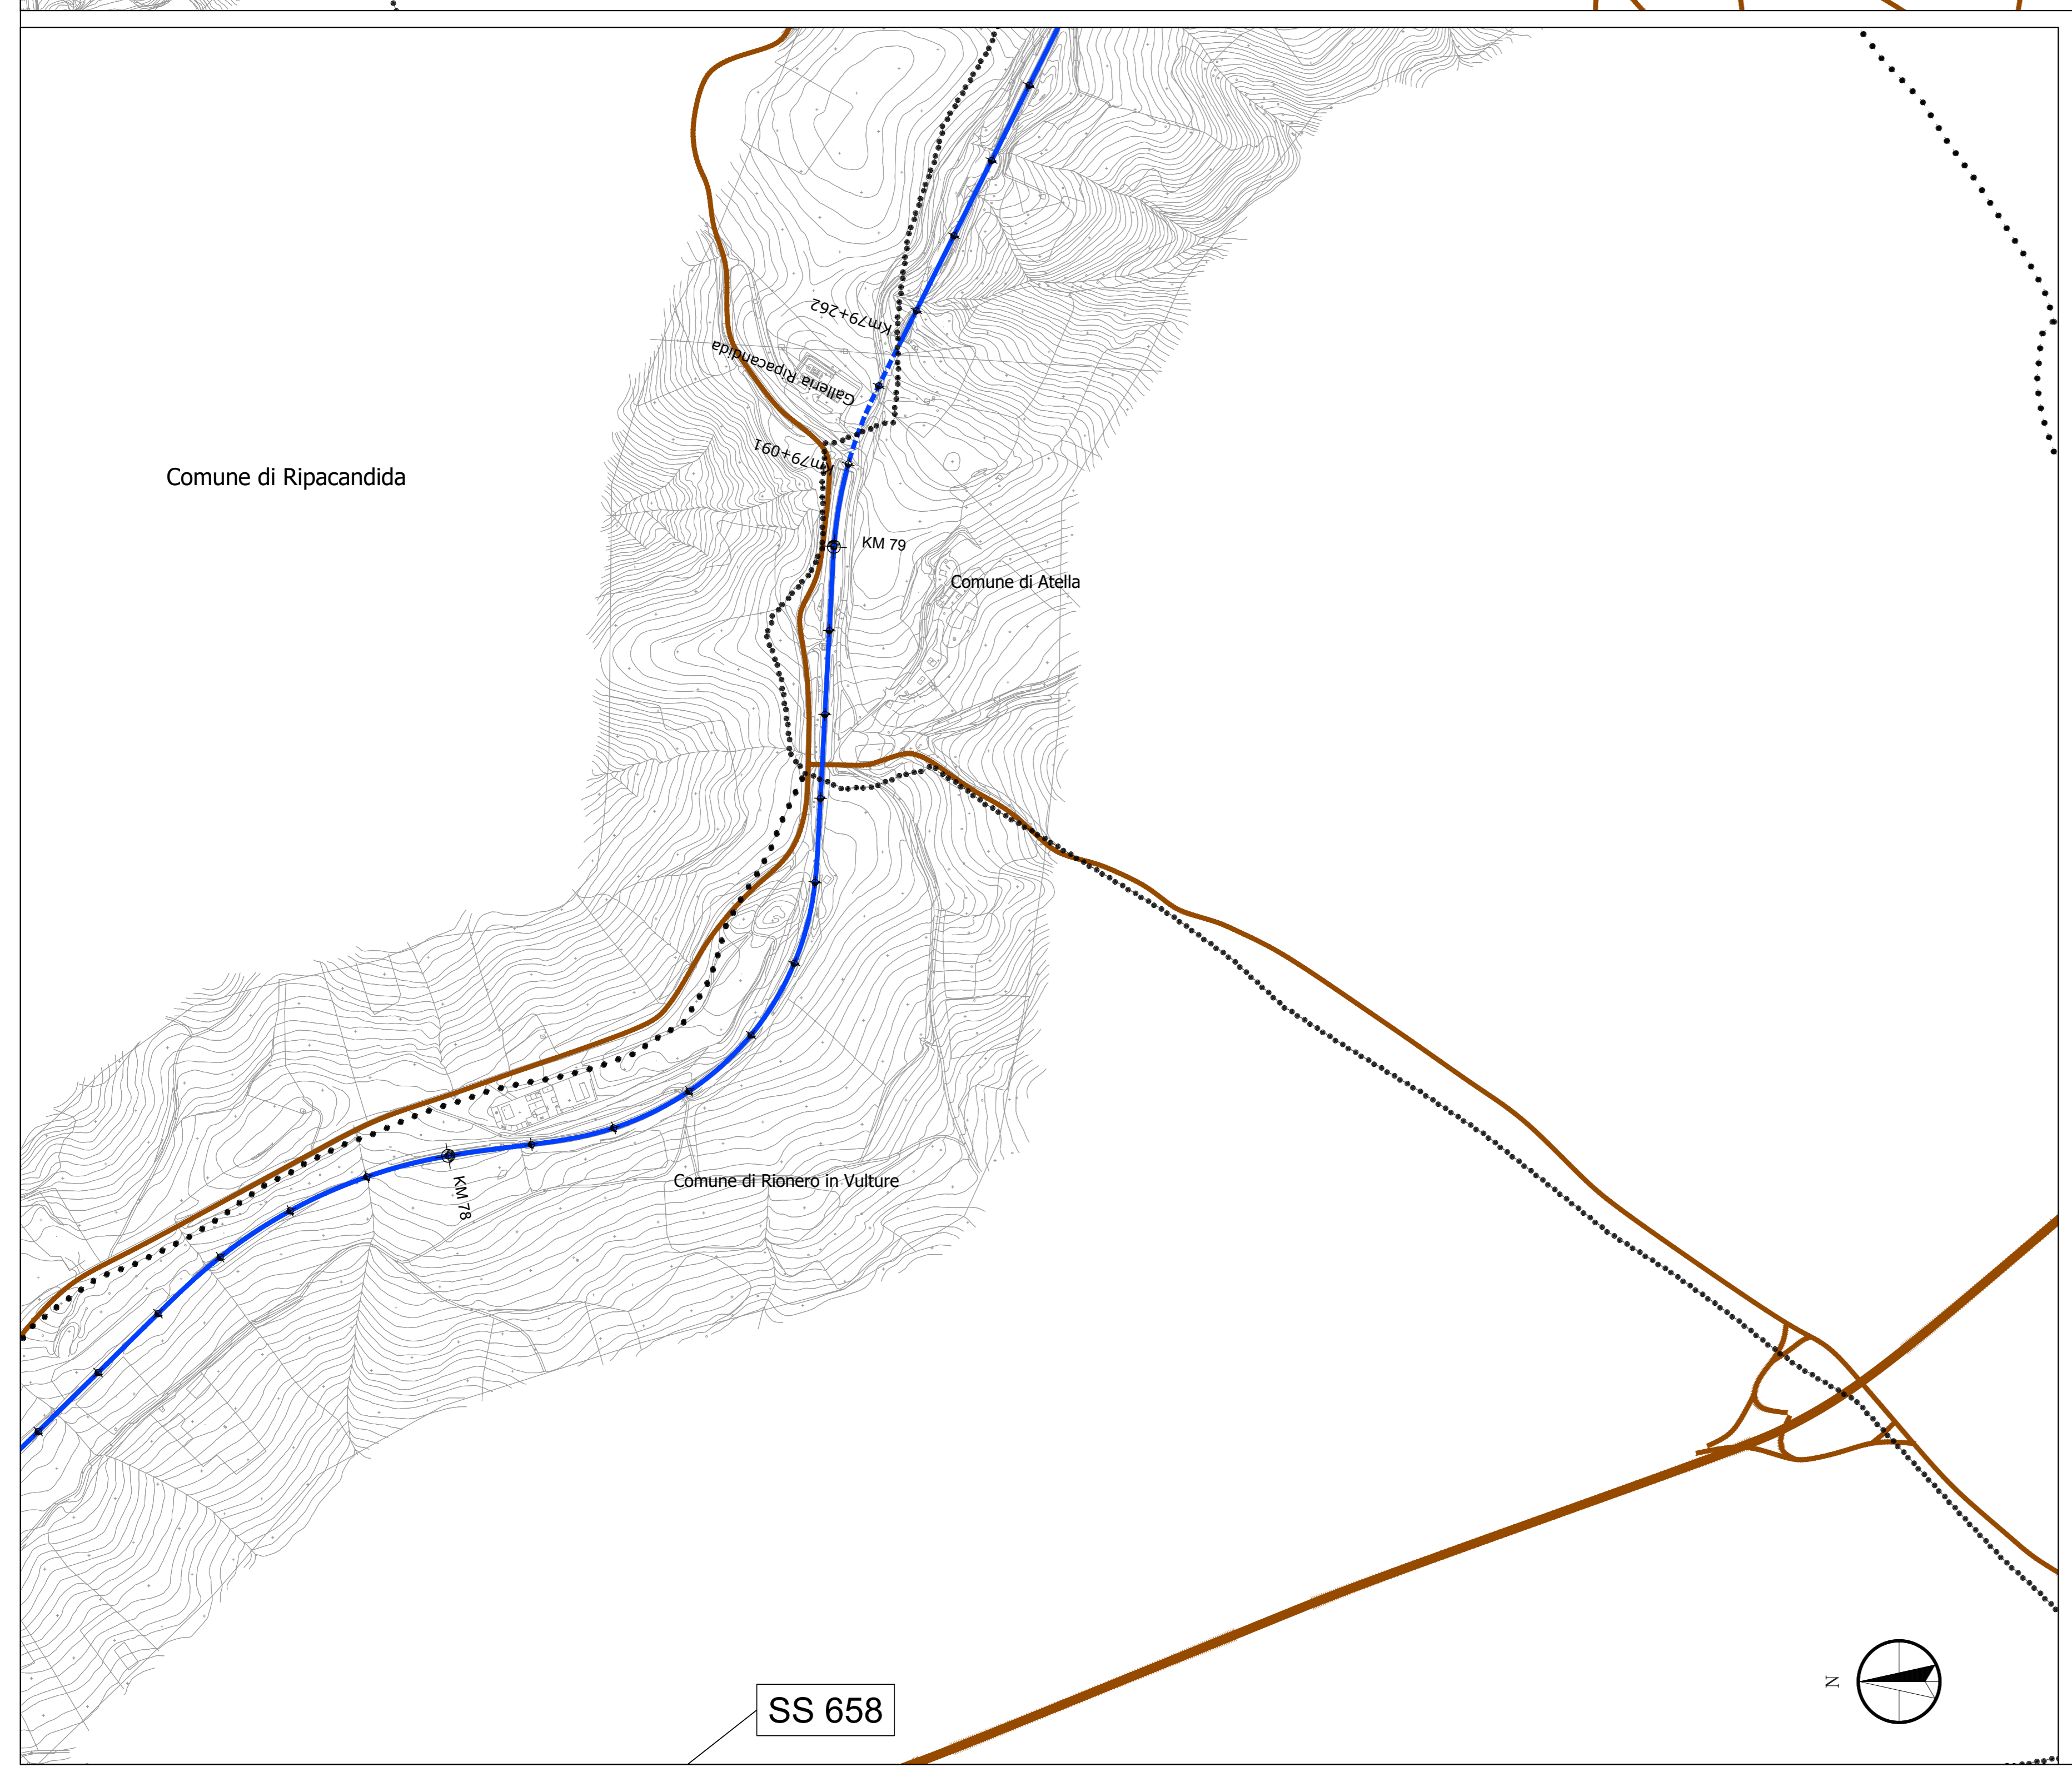 Km79+262
Galleria Ripacandida
Km79+091
Comune di Ripacandida
KM 79
Comune di Atella
KM 78
Comune di Rionero in Vulture
N
SS 658